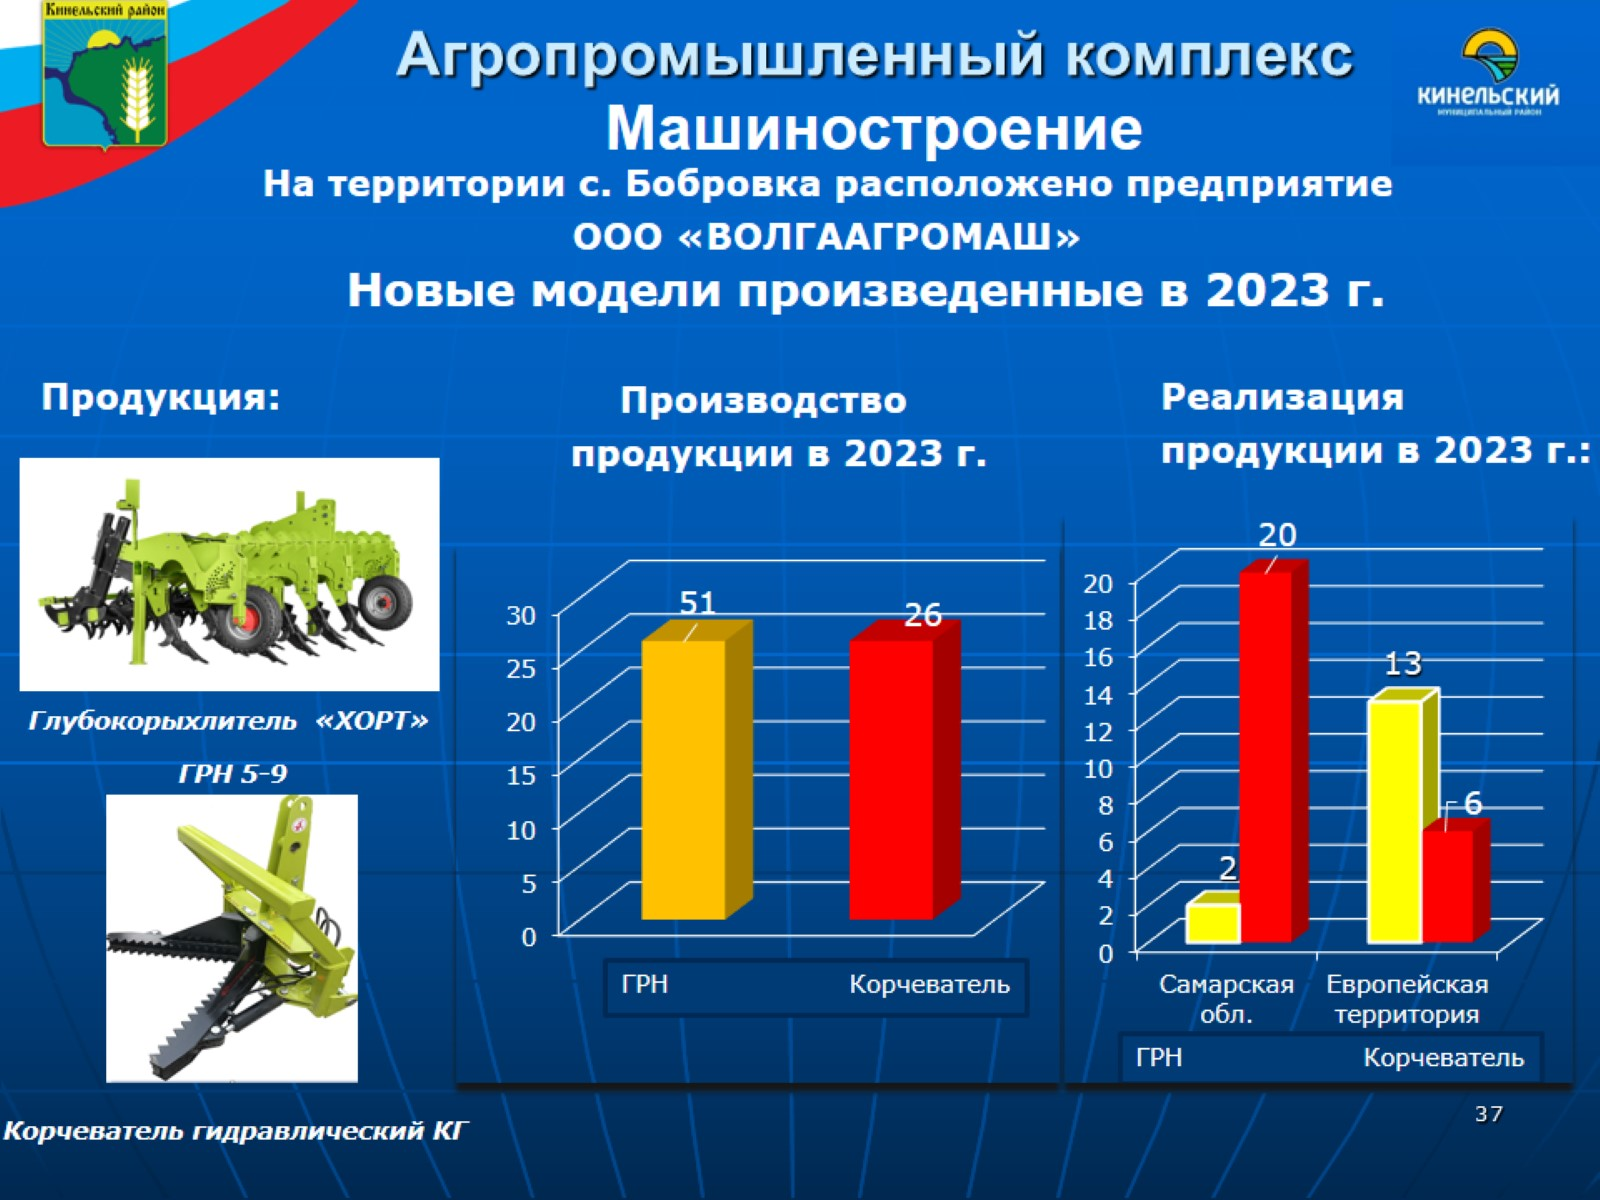 Кинельский район
Агропромышленный комплекс
КИНЕЛЬСКИЙ
МУНИЦИПАЛЬНЫЙ РАЙОН
Машиностроение
На территории с. Бобровка расположено предприятие
ООО «ВОЛГААГРОМАШ»
Новые модели произведенные в 2023 г.
Продукция:
Глубокорыхлитель «ХОРТ»
ГРН 5-9
Корчеватель гидравлический КГ
Производство
продукции в 2023 г.
30
25
20
15
10
5
0
51
26
ГРН Корчеватель
Реализация
продукции в 2023 г.:
20
18
16
14
12
10
8
6
4
2
0
20
13
2
6
Самарская
обл.
Европейская
территория
ГРН Корчеватель
37